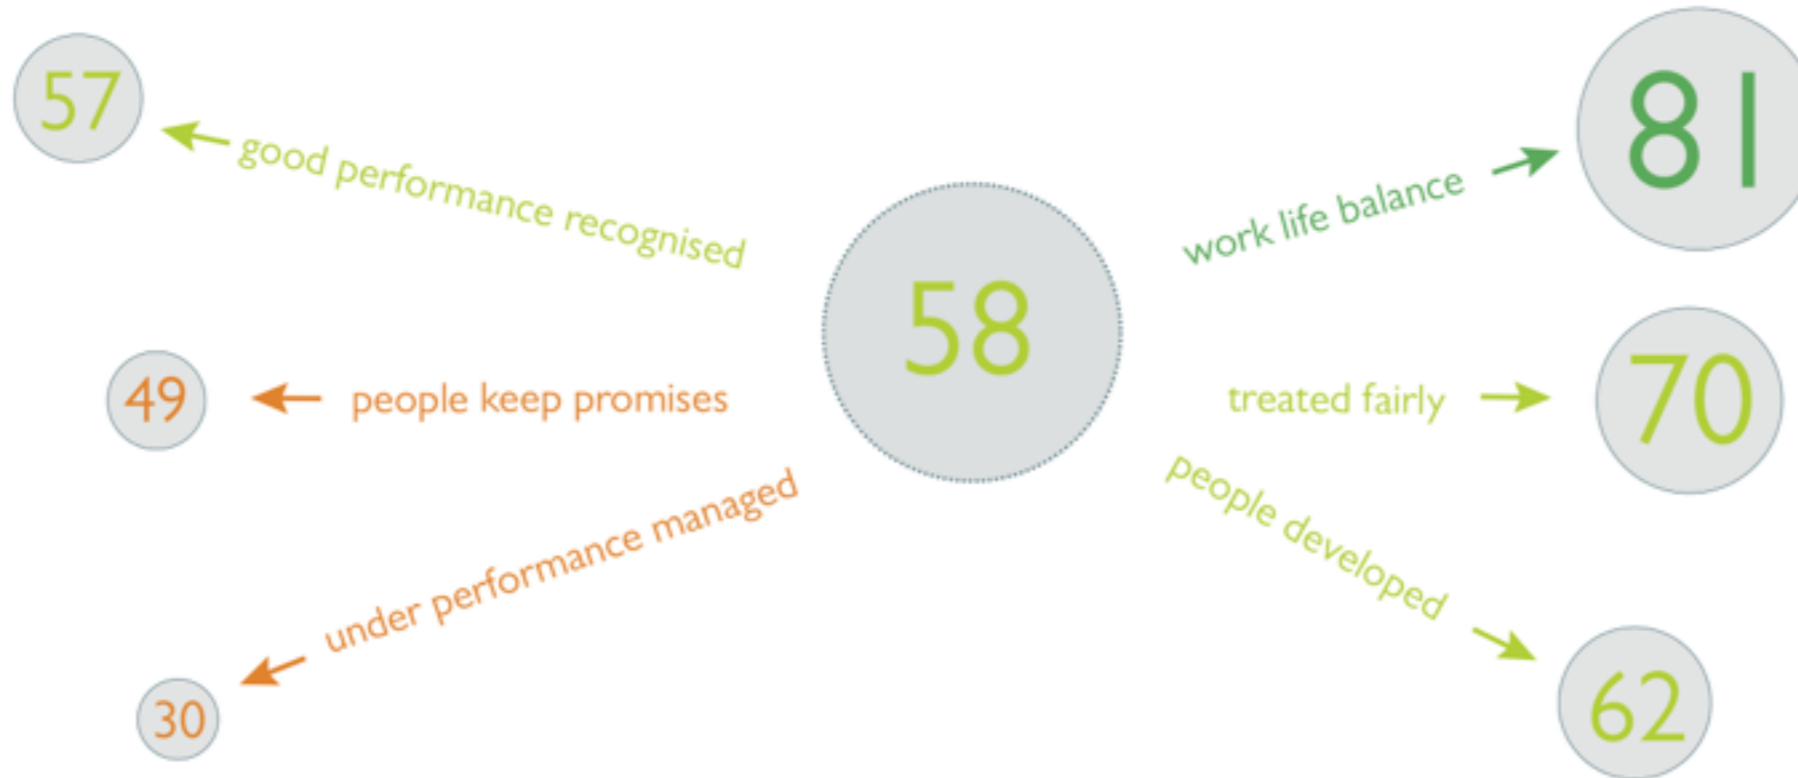 57
good performance recognised
49
people keep promises
under performance managed
30
58
work life balance
81
treated fairly
70
people developed
62